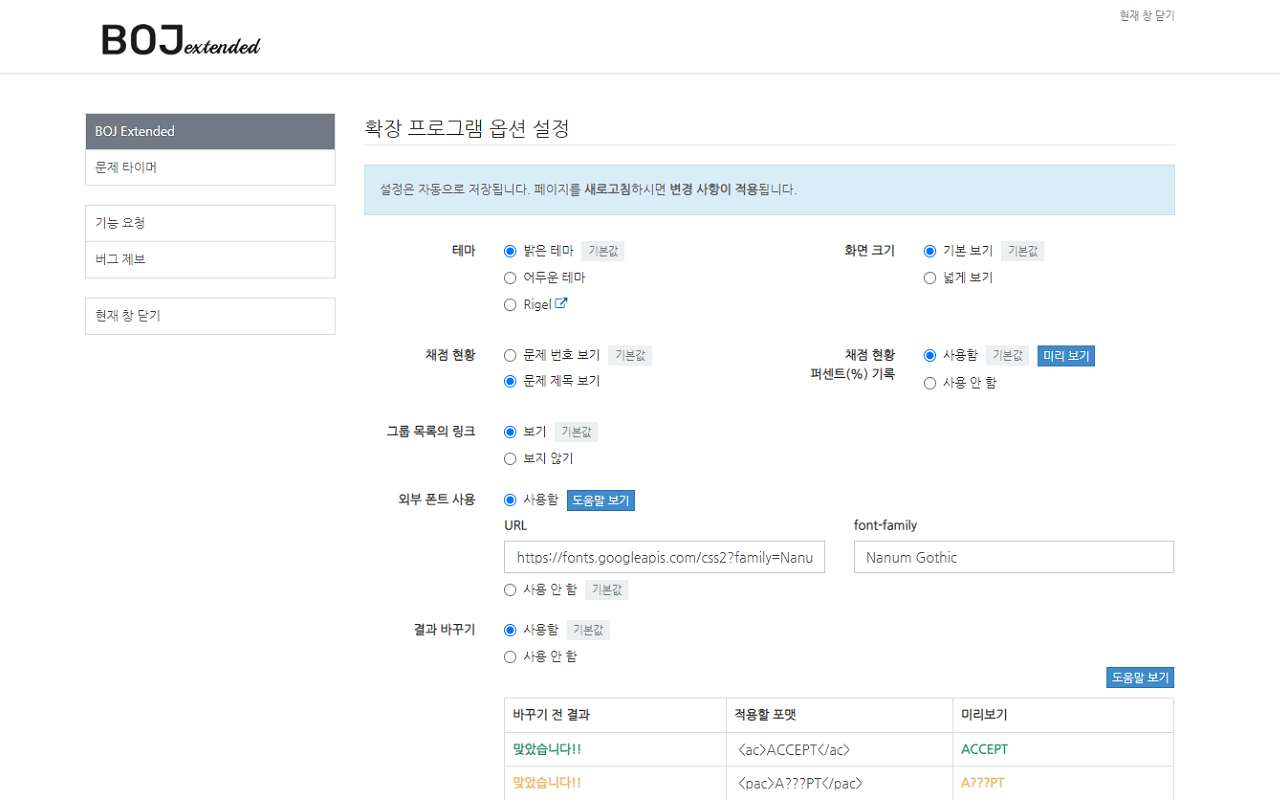 현재 창 닫기
BOJ extended
BOJ Extended
문제 타이머
기능 요청
버그 제보
현재 창 닫기
확장 프로그램 옵션 설정
설정은 자동으로 저장됩니다. 페이지를 새로고침하시면 변경 사항이 적용됩니다.
테마
밝은 테마 기본값
어두운 테마
Rigel
화면 크기
기본 보기 기본값
넓게 보기
채점 현황
문제 번호 보기 기본값
문제 제목 보기
채점 현황
퍼센트(%) 기록
사용함 기본값 미리 보기
사용 안 함
그룹 목록의 링크
보기 기본값
보지 않기
외부 폰트 사용
사용함 도움말 보기
URL
font-family
https://fonts.googleapis.com/css2?family=Nanu
Nanum Gothic
사용 안 함 기본값
결과 바꾸기
사용함 기본값
사용 안 함
도움말 보기
바꾸기 전 결과 적용할 포맷 미리보기
맞았습니다!! <ac>ACCEPT</ac> ACCEPT
맞았습니다!! <pac>A???PT</pac> A???PT